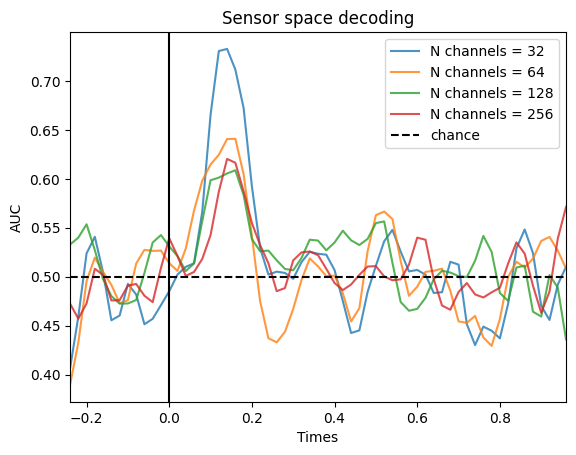 Sensor space decoding
N channels = 32
N channels = 64
N channels = 128
N channels = 256
chance
AUC
0.70
0.65
0.60
0.55
0.50
0.45
0.40
−0.2 0.0 0.2 0.4 0.6 0.8
Times